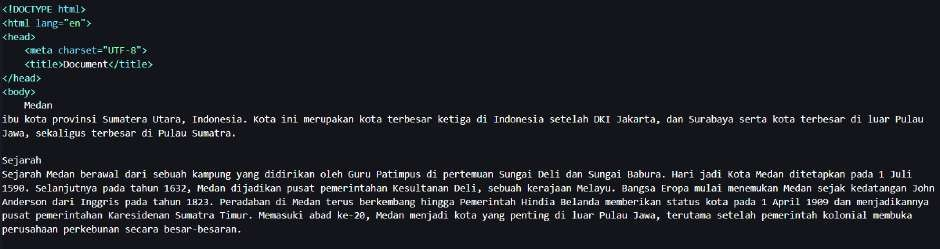 <!DOCTYPE html>
<html lang="en">
<head>
    <meta charset="UTF-8">
    <title>Document</title>
</head>
<body>
    Medan
ibu kota provinsi Sumatera Utara, Indonesia. Kota ini merupakan kota terbesar ketiga di Indonesia setelah DKI Jakarta, dan Surabaya serta kota terbesar di luar Pulau
Jawa, sekaligus terbesar di Pulau Sumatra.

Sejarah
Sejarah Medan berawal dari sebuah kampung yang didirikan oleh Guru Patimpus di pertemuan Sungai Deli dan Sungai Babura. Hari jadi Kota Medan ditetapkan pada 1 Juli
1590. Selanjutnya pada tahun 1632, Medan dijadikan pusat pemerintahan Kesultanan Deli, sebuah kerajaan Melayu. Bangsa Eropa mulai menemukan Medan sejak kedatangan John
Anderson dari Inggris pada tahun 1823. Peradaban di Medan terus berkembang hingga Pemerintah Hindia Belanda memberikan status kota pada 1 April 1909 dan menjadikannya
pusat pemerintahan Karesidenan Sumatra Timur. Memasuki abad ke-20, Medan menjadi kota yang penting di luar Pulau Jawa, terutama setelah pemerintah kolonial membuka
perusahaan perkebunan secara besar-besaran.